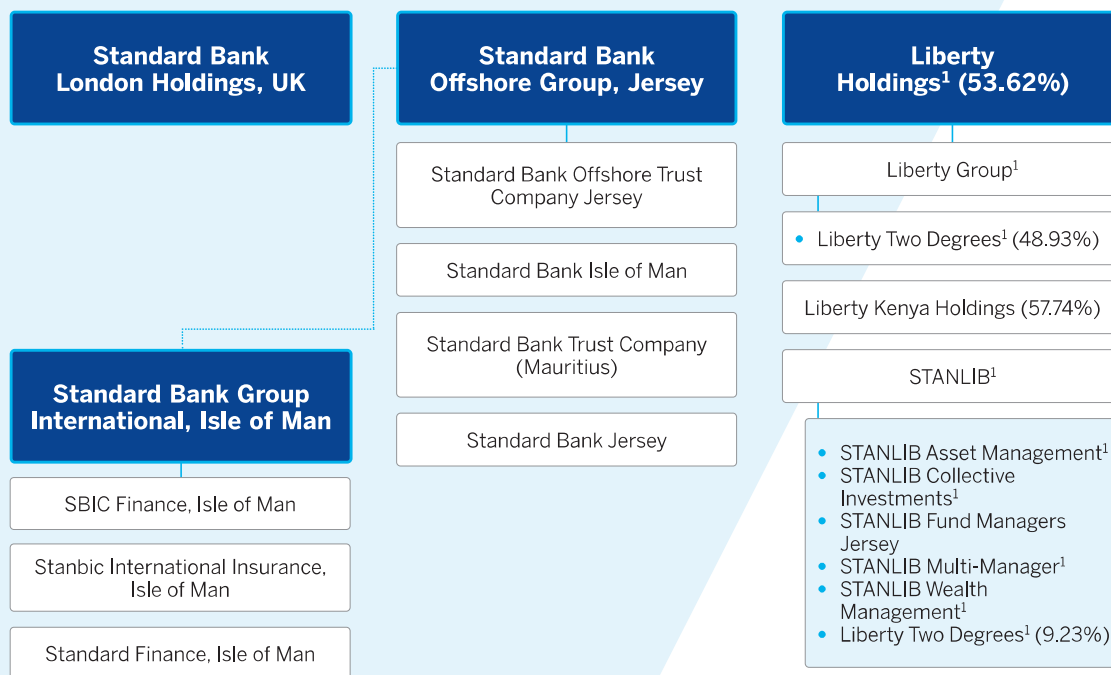 Standard Bank
London Holdings, UK
Standard Bank
Offshore Group, Jersey
Standard Bank Offshore Trust
Company Jersey
Standard Bank Isle of Man
Standard Bank Trust Company
(Mauritius)
Standard Bank Jersey
Standard Bank Group
International, Isle of Man
SBIC Finance, Isle of Man
Stanbic International Insurance,
Isle of Man
Standard Finance, Isle of Man
Liberty
Holdings¹ (53.62%)
Liberty Group¹
• Liberty Two Degrees¹ (48.93%)
Liberty Kenya Holdings (57.74%)
STANLIB¹
• STANLIB Asset Management¹
• STANLIB Collective
Investments¹
• STANLIB Fund Managers
Jersey
• STANLIB Multi-Manager¹
• STANLIB Wealth
Management¹
• Liberty Two Degrees¹ (9.23%)